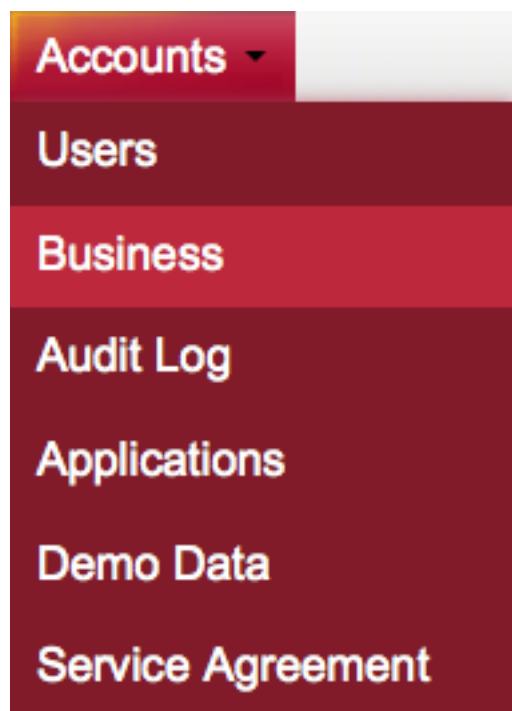 Accounts
Users
Business
Audit Log
Applications
Demo Data
Service Agreement